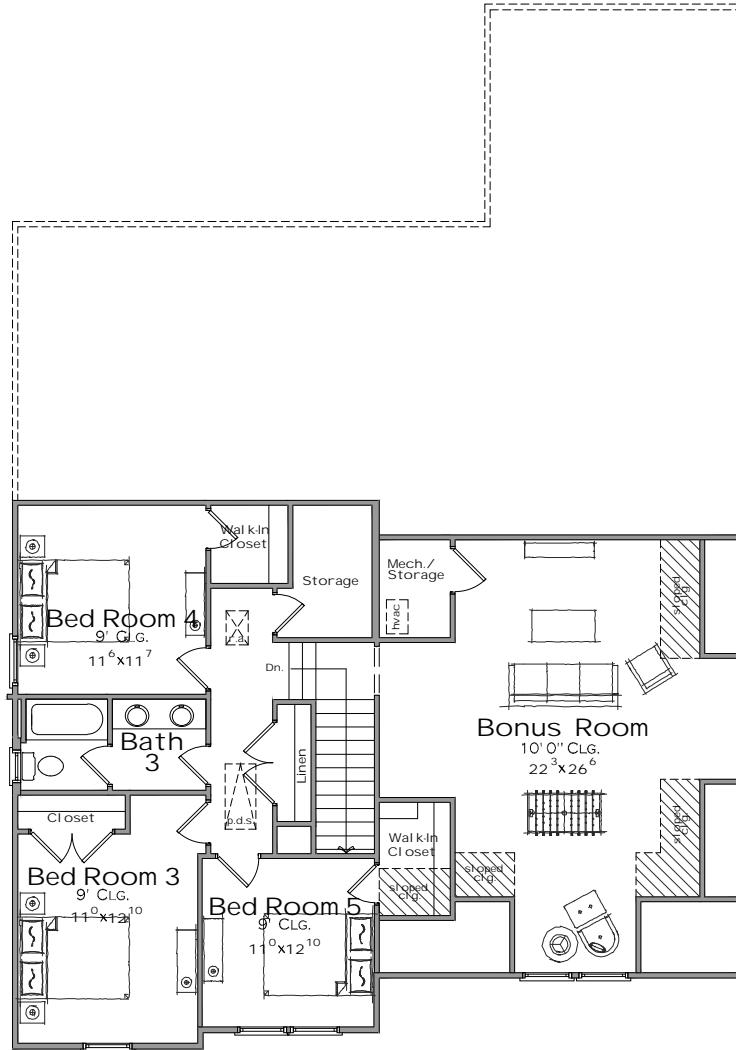 Walk-In
Closet
Storage
Mech./
Storage
hvac
sloped
clg.
Bed Room 4
9' CLG.
11⁶x11⁷
r.a.
Dn.
Bath
3
Linen
p.d.s.
Bonus Room
10' 0" CLG.
22³x26⁶
Closet
Walk-In
Closet
sloped
clg.
sloped
clg.
sloped
clg.
Bed Room 3
9' CLG.
11⁰x12¹⁰
Bed Room 5
9' CLG.
11⁰x12¹⁰